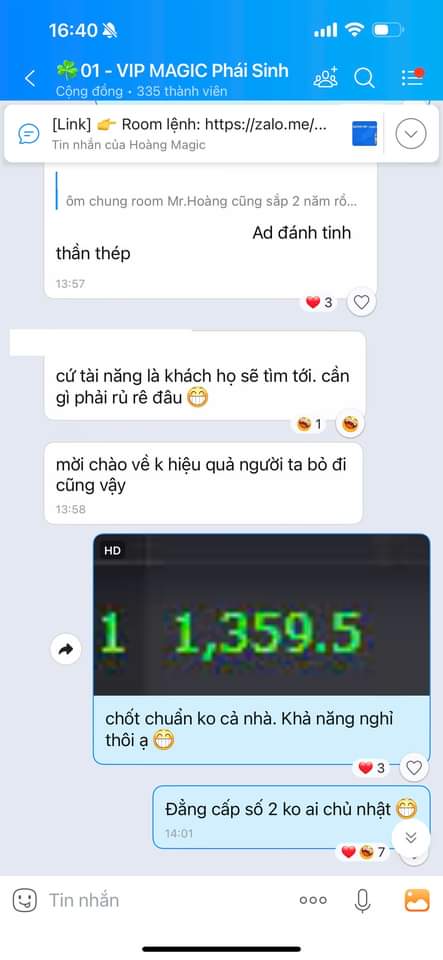 16:40
01 - VIP MAGIC Phái Sinh
Cộng đồng • 335 thành viên
[Link] 👉 Room lệnh: https://zalo.me/...
Tin nhắn của Hoàng Magic
ôm chung room Mr.Hoàng cũng sắp 2 năm rồ...
Ad đánh tinh
thần thép
13:57
3
cứ tài năng là khách họ sẽ tìm tới. cần
gì phải rủ rê đâu 😁
1
mời chào về k hiệu quả người ta bỏ đi
cũng vậy
13:58
HD
1 1,359.5
chốt chuẩn ko cả nhà. Khả năng nghỉ
thôi ạ 😁
3
Đẳng cấp số 2 ko ai chủ nhật 😁
14:01
7
Tin nhắn